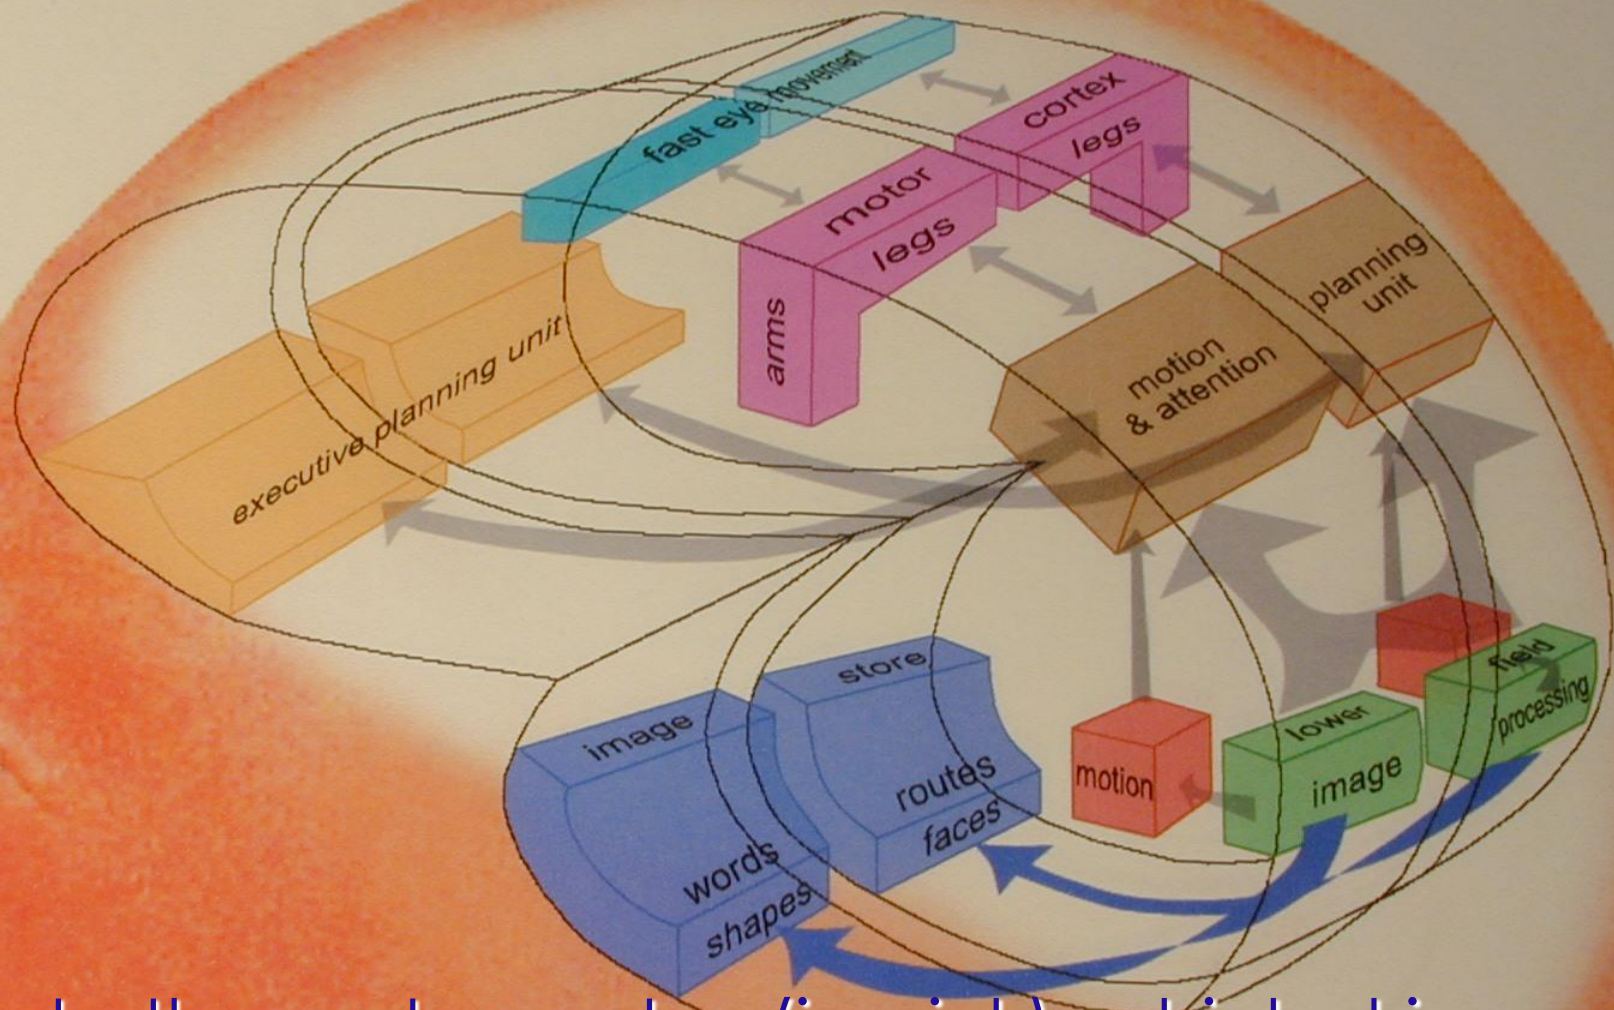 fast eye movement
cortex
legs
motor
legs
arms
planning
unit
motion
& attention
executive planning unit
field
processing
lower
image
motion
store
routes
faces
image
words
shapes